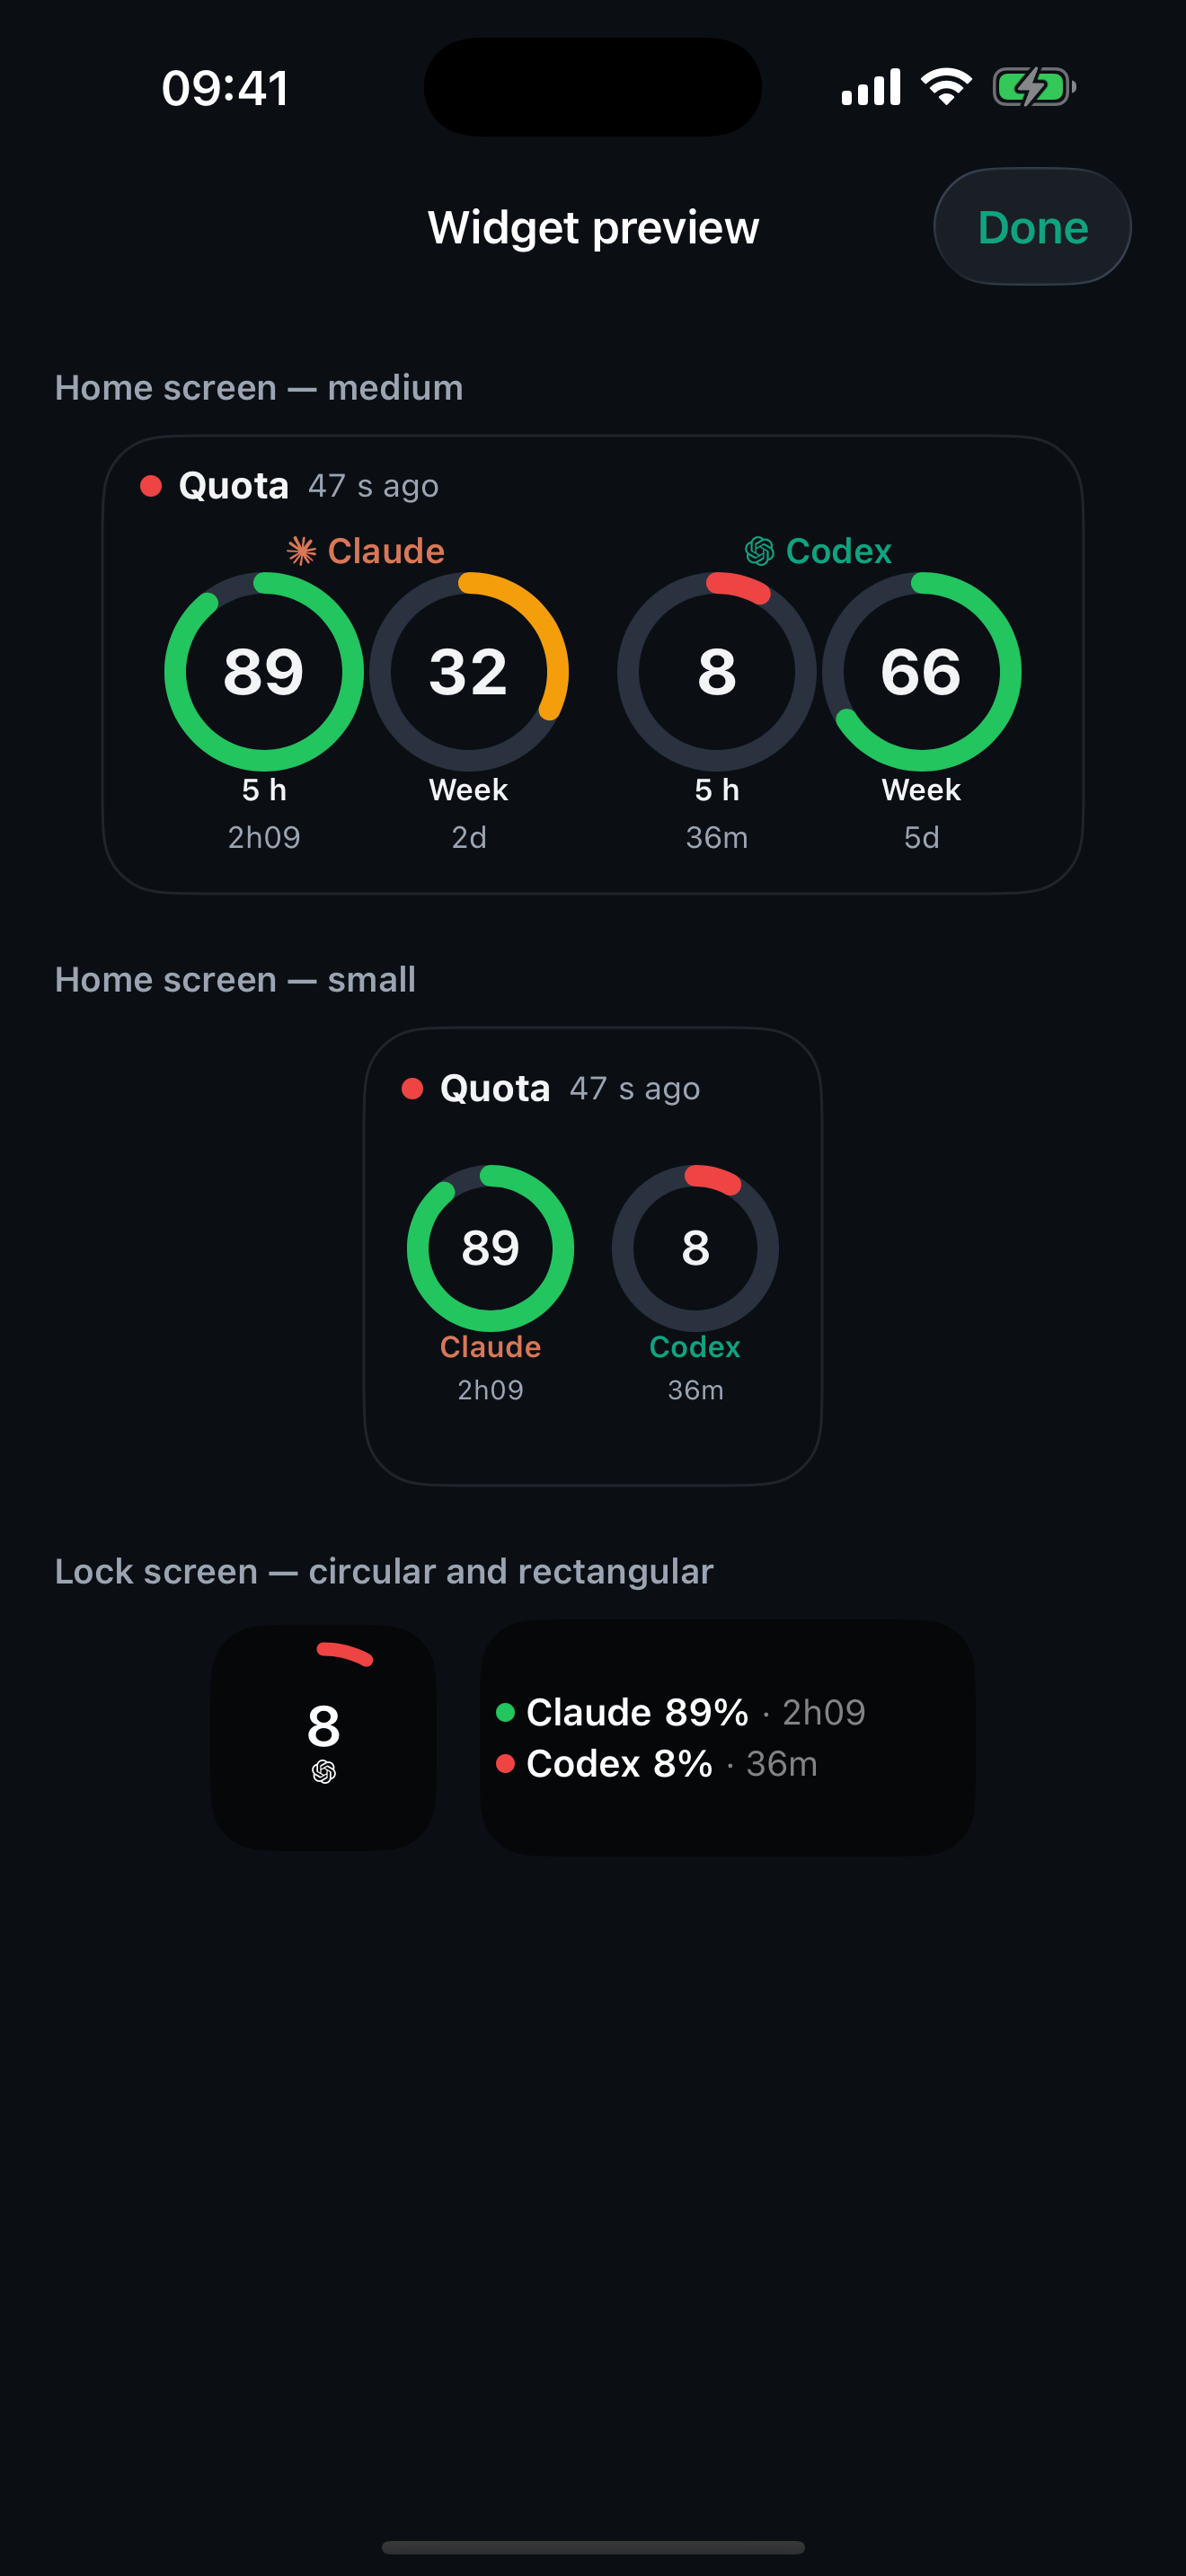 09:41
Widget preview
Done
Home screen — medium
Quota 47 s ago
Claude
Codex
89
32
8
66
5 h
Week
5 h
Week
2h09
2d
36m
5d
Home screen — small
Quota 47 s ago
89
8
Claude
Codex
2h09
36m
Lock screen — circular and rectangular
8
Claude 89% · 2h09
Codex 8% · 36m